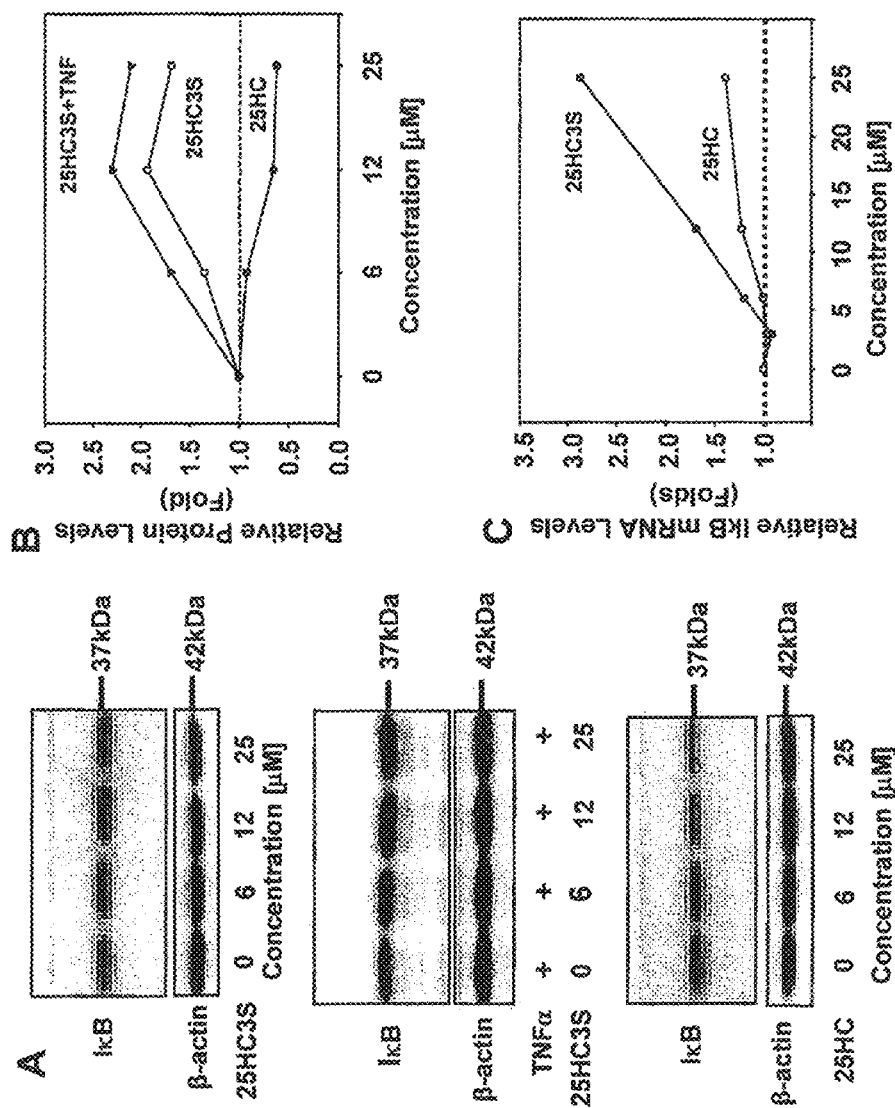 A
IκB
37kDa
β-actin
42kDa
25HC3S
0 6 12 25
Concentration [μM]
IκB
37kDa
β-actin
42kDa
TNFα + + + +
25HC3S 0 6 12 25
IκB
37kDa
β-actin
42kDa
25HC
0 6 12 25
Concentration [μM]
B
Relative Protein Levels
(Fold)
3.0
2.5
2.0
1.5
1.0
0.5
0.0
25HC3S+TNF
25HC3S
25HC
0 6 12 25
Concentration [μM]
C
Relative IkB mRNA Levels
(Folds)
3.5
3.0
2.5
2.0
1.5
1.0
25HC3S
25HC
0 5 10 15 20 25
Concentration [μM]